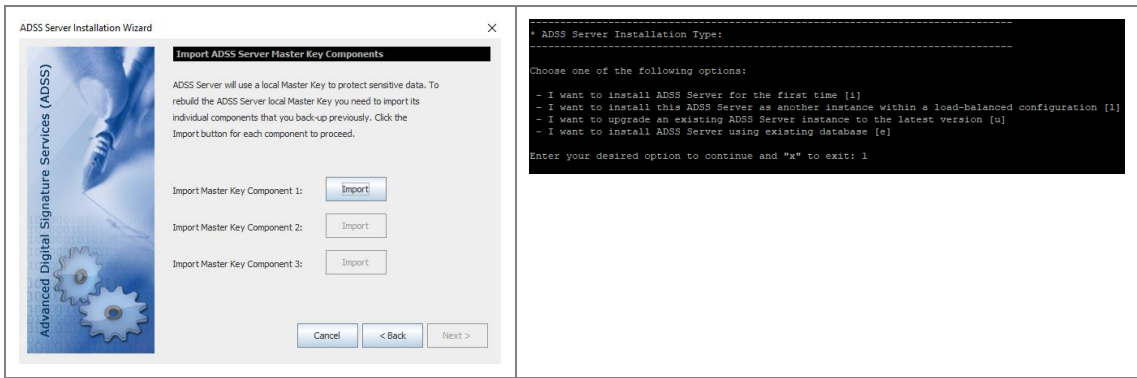 ADSS Server Installation Wizard
Advanced Digital Signature Services (ADSS)
Import ADSS Server Master Key Components
ADSS Server will use a local Master Key to protect sensitive data. To
rebuild the ADSS Server local Master Key you need to import its
individual components that you back-up previously. Click the
Import button for each component to proceed.
Import Master Key Component 1: Import
Import Master Key Component 2: Import
Import Master Key Component 3: Import
Cancel < Back Next >
--------------------------------------------------------------------------
* ADSS Server Installation Type:
--------------------------------------------------------------------------
Choose one of the following options:
- I want to install ADSS Server for the first time [i]
- I want to install this ADSS Server as another instance within a load-balanced configuration [l]
- I want to upgrade an existing ADSS Server instance to the latest version [u]
- I want to install ADSS Server using existing database [e]
Enter your desired option to continue and "x" to exit: l